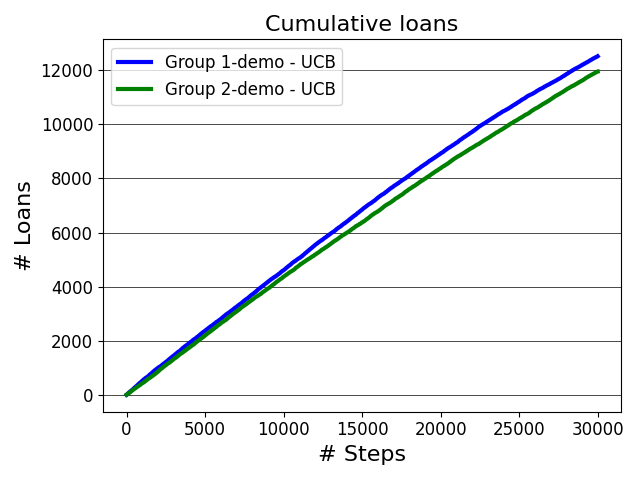 Cumulative loans
Group 1-demo - UCB
Group 2-demo - UCB
# Loans
12000
10000
8000
6000
4000
2000
0
0 5000 10000 15000 20000 25000 30000
# Steps